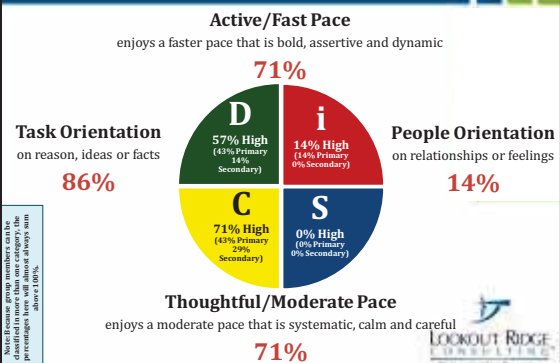 Active/Fast Pace
enjoys a faster pace that is bold, assertive and dynamic
71%
Task Orientation
on reason, ideas or facts
86%
D
57% High
(43% Primary
14%
Secondary)
i
14% High
(14% Primary
0% Secondary)
People Orientation
on relationships or feelings
14%
C
71% High
(43% Primary
29%
Secondary)
S
0% High
(0% Primary
0% Secondary)
Note: Because group members can be
classified in more than one category, the
percentages here will almost always sum
above 100%.
Thoughtful/Moderate Pace
enjoys a moderate pace that is systematic, calm and careful
71%
LOOKOUT RIDGE
CONSULTING